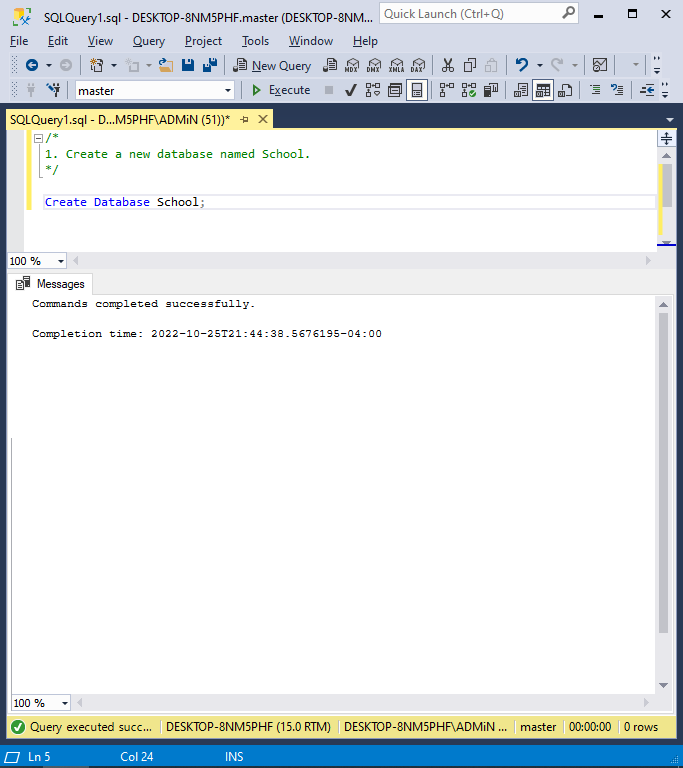 SQLQuery1.sql - DESKTOP-8NM5PHF.master (DESKTOP-8NM...
Quick Launch (Ctrl+Q)
File Edit View Query Project Tools Window Help
New Query
MDX DMX XMLA DAX
master
Execute
SQLQuery1.sql - D...M5PHF\ADMiN (51))*
/*
1. Create a new database named School.
*/
Create Database School;
100 %
Messages
Commands completed successfully.
Completion time: 2022-10-25T21:44:38.5676195-04:00
100 %
Query executed succ... DESKTOP-8NM5PHF (15.0 RTM) DESKTOP-8NM5PHF\ADMiN ... master 00:00:00 0 rows
Ln 5 Col 24 INS